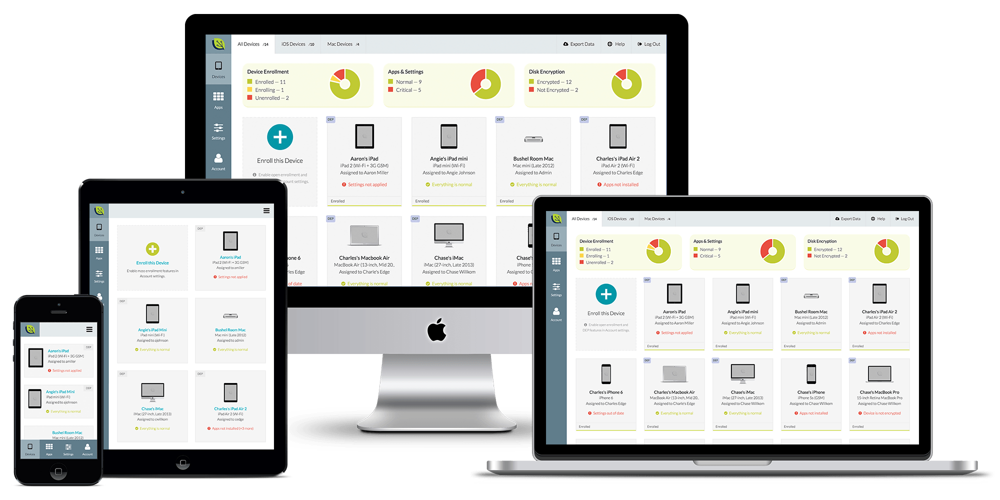 All Devices /14
iOS Devices /10
Mac Devices /4
Export Data
Help
Log Out
Devices
Apps
Settings
Account
Device Enrollment
Enrolled — 11
Enrolling — 1
Unenrolled — 2
Apps & Settings
Normal — 9
Critical — 5
Disk Encryption
Encrypted — 12
Not Encrypted — 2
Enroll this Device
Enable open enrollment and
count settings.
DEP
Aaron's iPad
iPad 2 (Wi-Fi + 3G GSM)
Assigned to Aaron Miller
Settings not applied
Enrolled
Angie's iPad mini
iPad mini (Wi-Fi)
Assigned to Angie Johnson
Everything is normal
Enrolled
DEP
Bushel Room Mac
Mac mini (Late 2012)
Assigned to Admin
Everything is normal
Enrolled
DEP
Charles's iPad Air 2
iPad Air 2 (Wi-Fi)
Assigned to Charles Edge
Apps not installed
hone 6
6
rles Edge
of date
DEP
Charles's Macbook Air
MacBook Air (13-inch, Mid 20..
Assigned to Charle's Edge
Everything is normal
DEP
Chase's iMac
iMac (27-inch, Late 2013)
Assigned to Chase Willkom
Everything is normal
Chase's
iPhone 5
Assigned to C
Apps n
Devices
Apps
Settings
Enroll this Device
Enable mass enrollment features in
Account settings.
DEP
Aaron's iPad
iPad 2 (Wi-Fi + 3G GSM)
Assigned to amiller
Settings not applied
DEP
Angie's iPad Mini
iPad mini (Wi-Fi)
Assigned to ajohnson
Everything is normal
Bushel Room Mac
Mac mini (Late 2012)
Assigned to admin
Everything is normal
DEP
Chase's iMac
iMac (27-inch, Late 2013)
Assigned to cwillkom
Everything is normal
DEP
Charles's iPad Air 2
iPad Air 2 (Wi-Fi)
Assigned to cedge
Apps not installed (+3 more)
DEP
Aaron's iPad
iPad 2 (Wi-Fi + 3G GSM)
Assigned to amiller
Settings not applied
DEP
Angie's iPad Mini
iPad mini (Wi-Fi)
Assigned to ajohnson
Everything is normal
Bushel Room Mac
Mac mini (Late 2012)
Devices
Apps
Settings
Account
All Devices /14
iOS Devices /10
Mac Devices /4
Export Data
Help
Log Out
Devices
Apps
Settings
Account
Device Enrollment
Enrolled — 11
Enrolling — 1
Unenrolled — 2
Apps & Settings
Normal — 9
Critical — 5
Disk Encryption
Encrypted — 12
Not Encrypted — 2
Enroll this Device
Enable open enrollment and
DEP features in Account settings.
DEP
Aaron's iPad
iPad 2 (Wi-Fi + 3G GSM)
Assigned to Aaron Miller
Settings not applied
Enrolled
Angie's iPad mini
iPad mini (Wi-Fi)
Assigned to Angie Johnson
Everything is normal
Enrolled
DEP
Bushel Room Mac
Mac mini (Late 2012)
Assigned to Admin
Everything is normal
Enrolled
DEP
Charles's iPad Air 2
iPad Air 2 (Wi-Fi)
Assigned to Charles Edge
Apps not installed
Enrolled
Charles's iPhone 6
iPhone 6
Assigned to Charles Edge
Settings out of date
Enrolled
DEP
Charles's Macbook Air
MacBook Air (13-inch, Mid 20..
Assigned to Charle's Edge
Everything is normal
Enrolled
DEP
Chase's iMac
iMac (27-inch, Late 2013)
Assigned to Chase Willkom
Everything is normal
Enrolled
Chase's iPhone
iPhone 5s (GSM)
Assigned to Chase Willkom
Apps not installed
Enrolled
DEP
Chase's MacBook Pro
15-inch Retina MacBook Pro
Assigned to Chase Willkom
Device is not encrypted
Enrolled